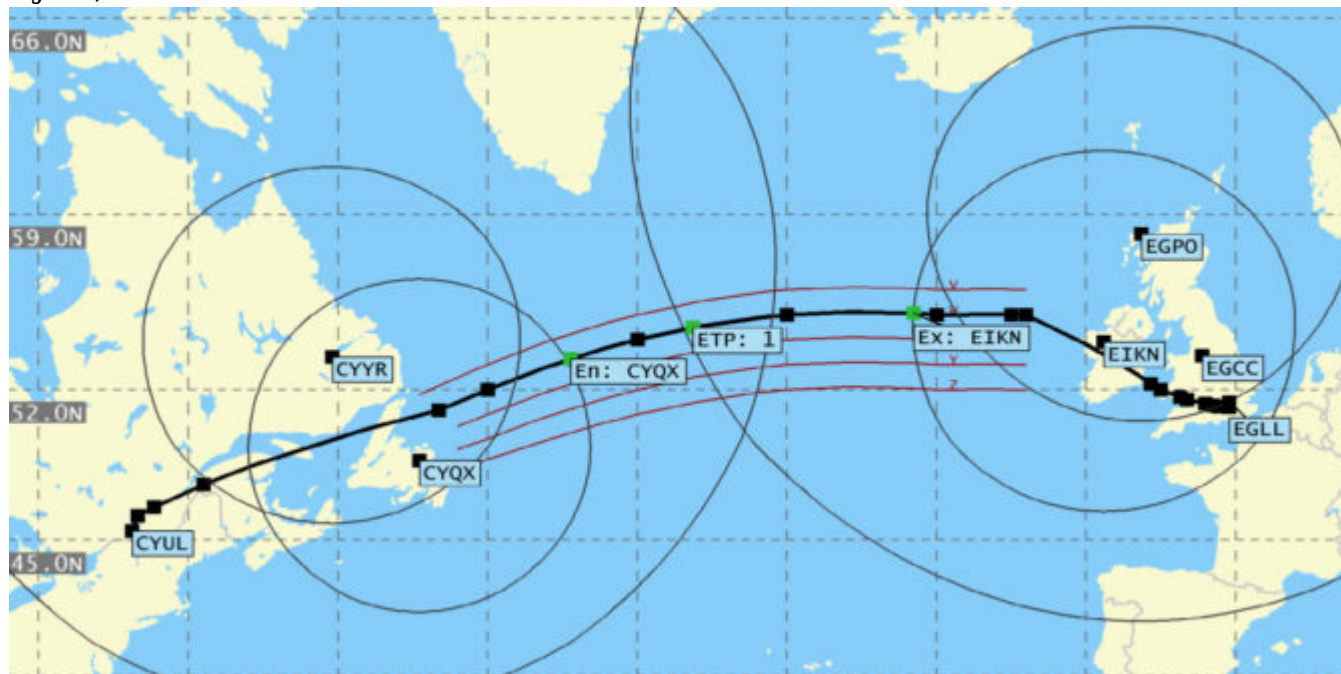 66.0N
59.0N
EGPO
V
ETP: 1
Ex: EIKN
EIKN
En: CYQX
EGCC
CYYR
Y
52.0N
Z
EGLL
CYQX
CYUL
45.0N